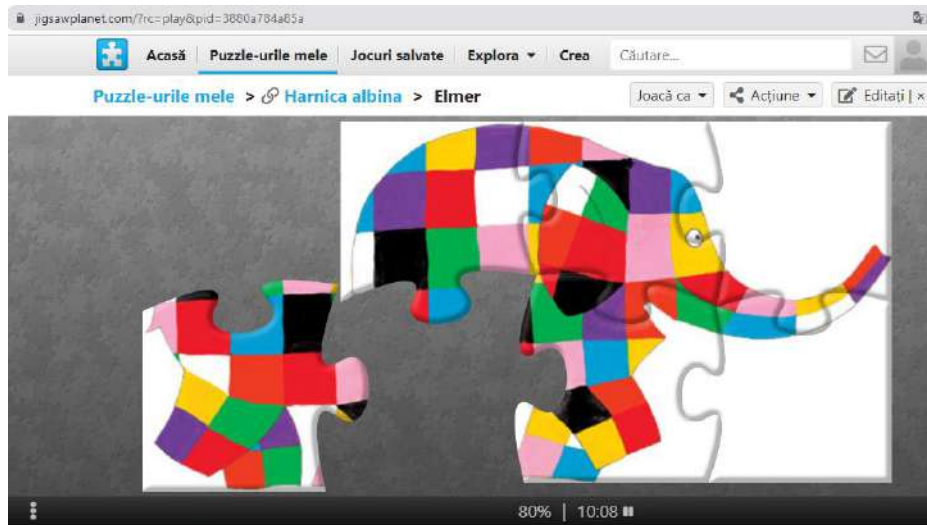 jigsawplanet.com/?rc=play&pid=3880a784a85a
Acasă Puzzle-urile mele Jocuri salvate Explora Crea Căutare...
Puzzle-urile mele > Harnica albina > Elmer Joacă ca Acțiune Editați | ×
80% | 10:08